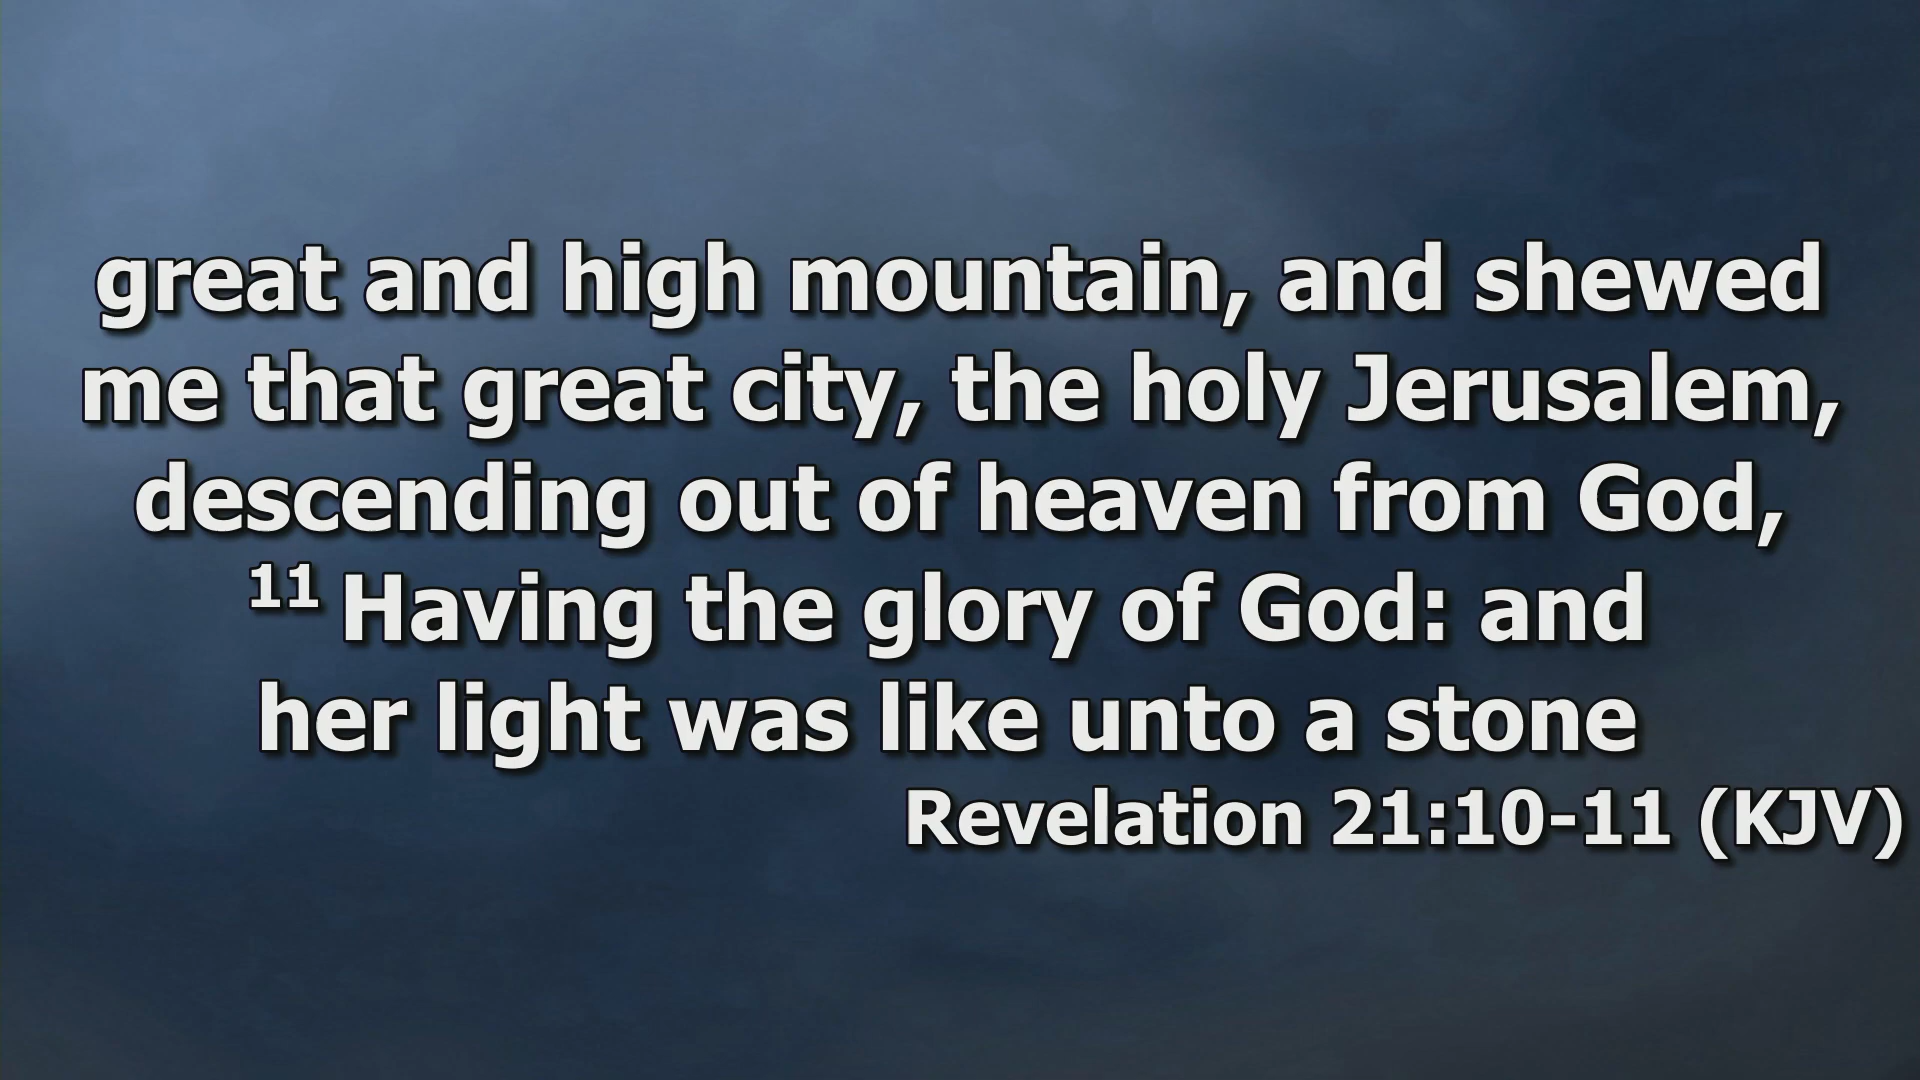 great and high mountain, and shewed
me that great city, the holy Jerusalem,
descending out of heaven from God,
11 Having the glory of God: and
her light was like unto a stone
Revelation 21:10-11 (KJV)